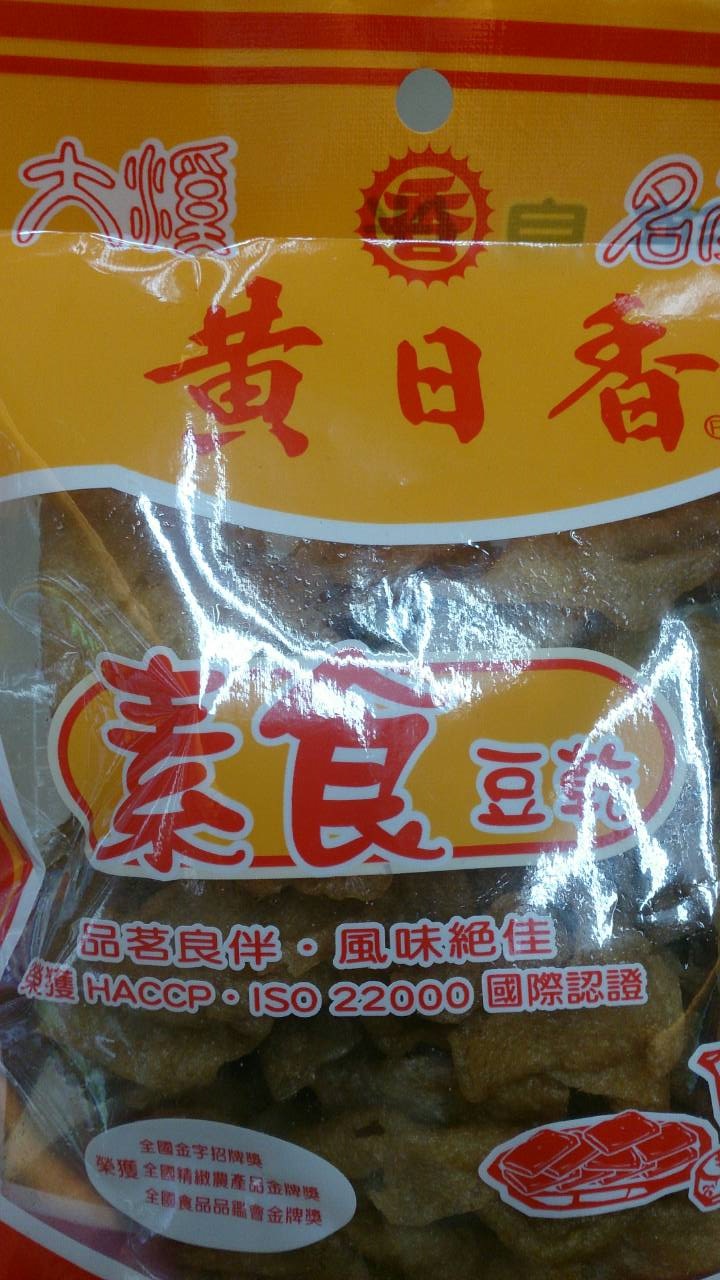 大溪 香 名
黃日香
素食豆乾
品茗良伴・風味絕佳
榮獲 HACCP・ISO 22000 國際認證
全國金字招牌獎
榮獲 全國精緻農產品金牌獎
全國食品品鑑會金牌獎